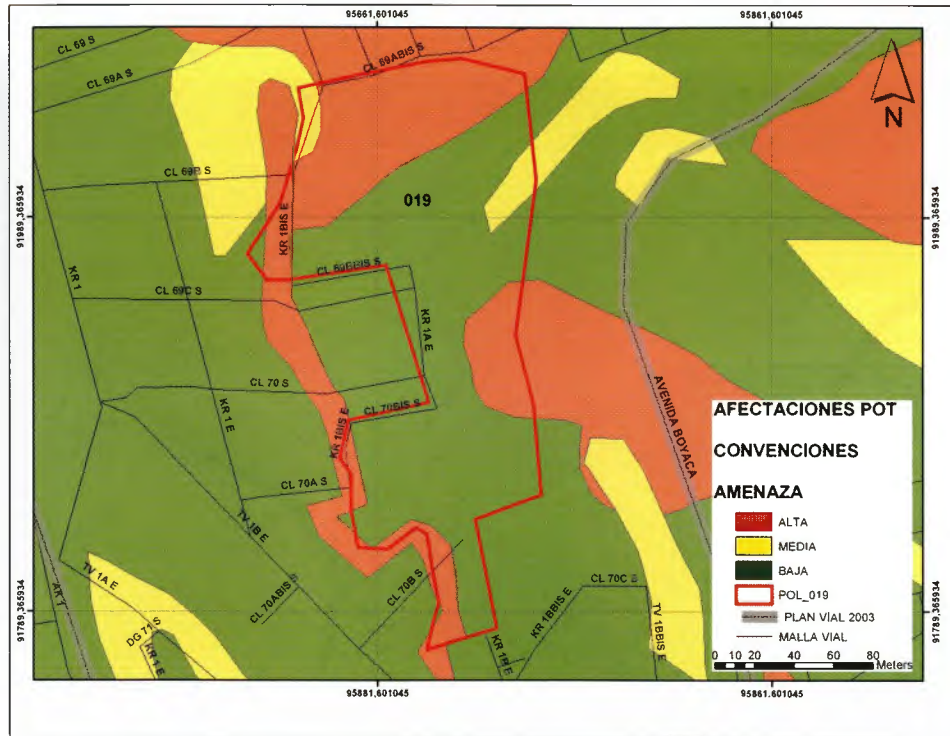 95661,601045
95861,601045
CL 69 S
CL 69ABIS S
CL 69A S
N
CL 69B S
019
91989,365934
91989,365934
KR 1BIS E
KR 1
CL 69BBIS S
CL 69C S
KR 1A E
CL 70 S
KR 1 E
CL 70BIS S
KR 1BIS E
AVENIDA BOYACA
CL 70A S
TV 1B E
AFECTACIONES POT
CONVENCIONES
AMENAZA
ALTA
MEDIA
BAJA
POL_019
PLAN VIAL 2003
MALLA VIAL
0 10 20 40 60 80
Meters
TV 1A E
AK 1
CL 70ABIS S
CL 70B S
CL 70C S
KR 1BBIS E
TV 1BBIS E
DG 71 S
KR 1 E
KR 1B E
91789,365934
91789,365934
95881,601045
95861,601045